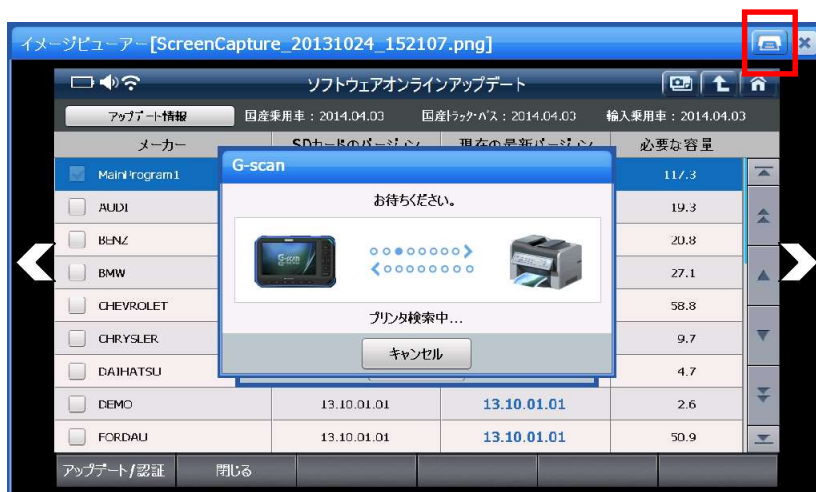 イメージビューアー[ScreenCapture_20131024_152107.png]
ソフトウェアオンラインアップデート
アップデート情報 国産乗用車 : 2014.04.03 国産トラック・バス : 2014.04.03 輸入乗用車 : 2014.04.03
メーカー SDカードのバージョン 現在の最新バージョン 必要な容量
MainProgram1 117.3
G-scan
お待ちください。
AUDI 19.3
BENZ 20.8
G-scan
BMW 27.1
CHEVROLET 58.8
プリンタ検索中...
CHRYSLER 9.7
キャンセル
DAIHATSU 4.7
DEMO 13.10.01.01 13.10.01.01 2.6
FORDAU 13.10.01.01 13.10.01.01 50.9
アップデート/認証 閉じる